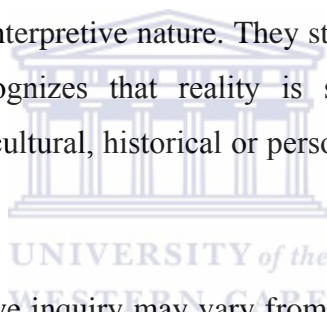 nterpretive nature. They st
ognizes that reality is s
cultural, historical or perso
UNIVERSITY of the
WESTERN CAPE
ve inquiry may vary from